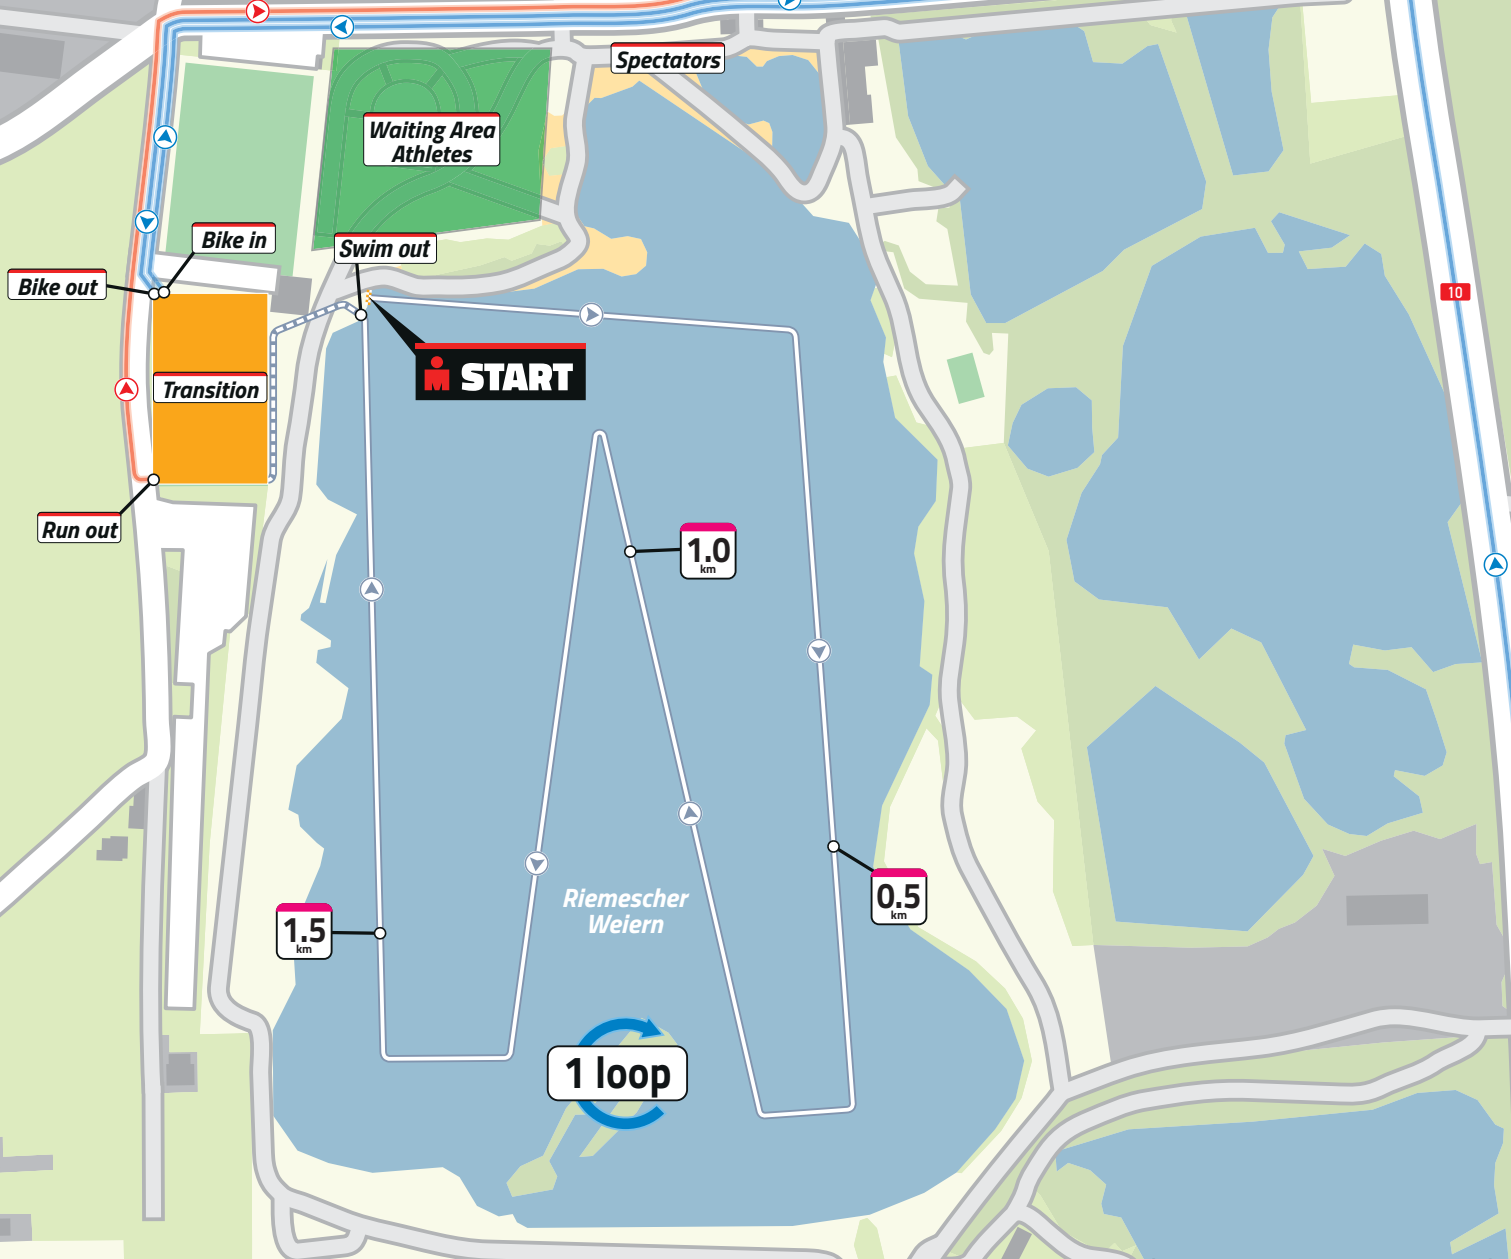 Spectators
Waiting Area
Athletes
Bike in
Swim out
Bike out
10
START
Transition
Run out
1.0
km
0.5
km
Riemescher
Weiern
1.5
km
1 loop